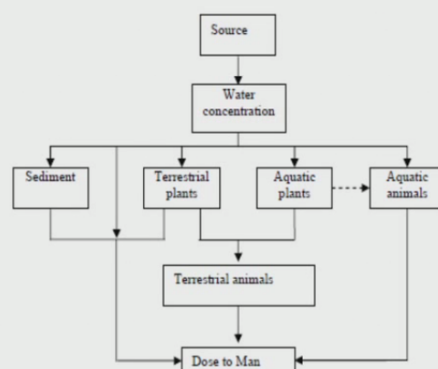 Source
Water
concentration
Sediment
Terrestrial
plants
Aquatic
plants
Aquatic
animals
Terrestrial animals
Dose to Man